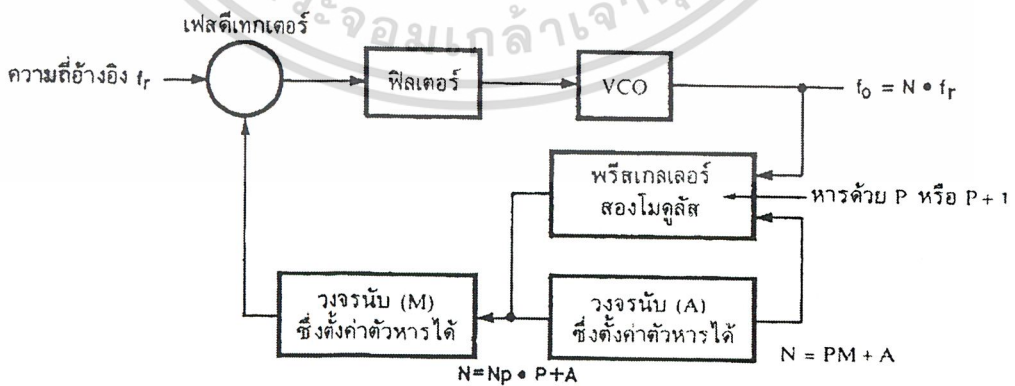 เฟสดีเทกเตอร์
ความถี่อ้างอิง fr
ฟิลเตอร์
VCO
fo = N • fr
พรีสเกลเลอร์
สองโมดูลัส
หารด้วย P หรือ P + 1
วงจรนับ (M)
ซึ่งตั้งค่าตัวหารได้
วงจรนับ (A)
ซึ่งตั้งค่าตัวหารได้
N = PM + A
N=Np • P+A